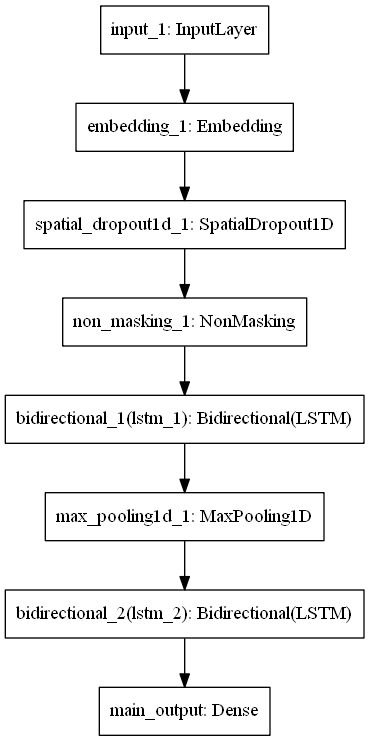 input_1: InputLayer
embedding_1: Embedding
spatial_dropout1d_1: SpatialDropout1D
non_masking_1: NonMasking
bidirectional_1(lstm_1): Bidirectional(LSTM)
max_pooling1d_1: MaxPooling1D
bidirectional_2(lstm_2): Bidirectional(LSTM)
main_output: Dense